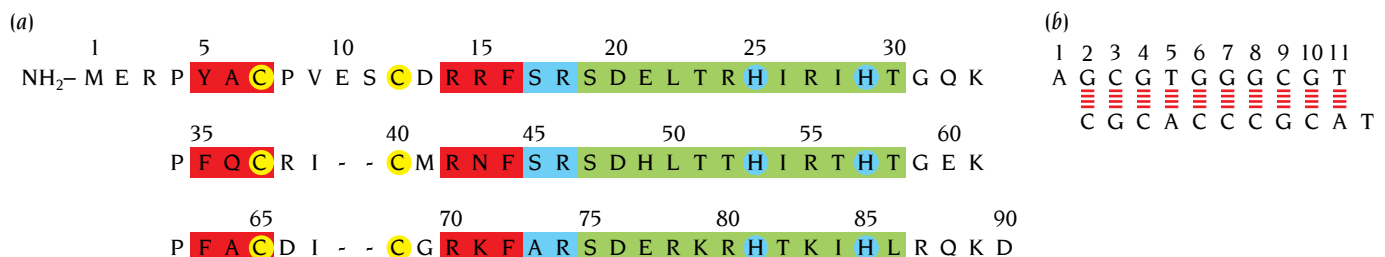 (a)
1 5 10 15 20 25 30
NH2– M E R P Y A C P V E S C D R R F S R S D E L T R H I R I H T G Q K
35 40 45 50 55 60
P F Q C R I - - C M R N F S R S D H L T T H I R T H T G E K
65 70 75 80 85 90
P F A C D I - - C G R K F A R S D E R K R H T K I H L R Q K D
(b)
1 2 3 4 5 6 7 8 9 10 11
A G C G T G G G C G T
C G C A C C C G C A T